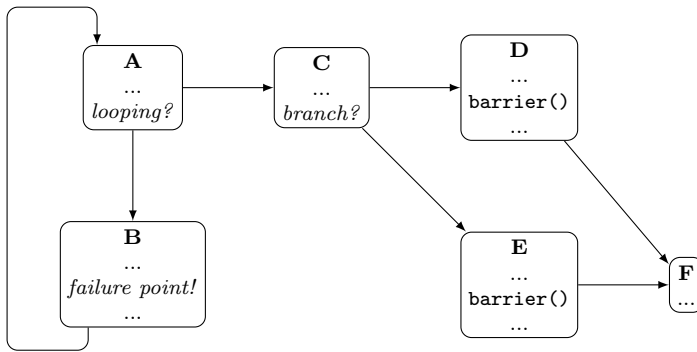 A
...
looping?
C
...
branch?
D
...
barrier()
...
B
...
failure point!
...
E
...
barrier()
...
F
...